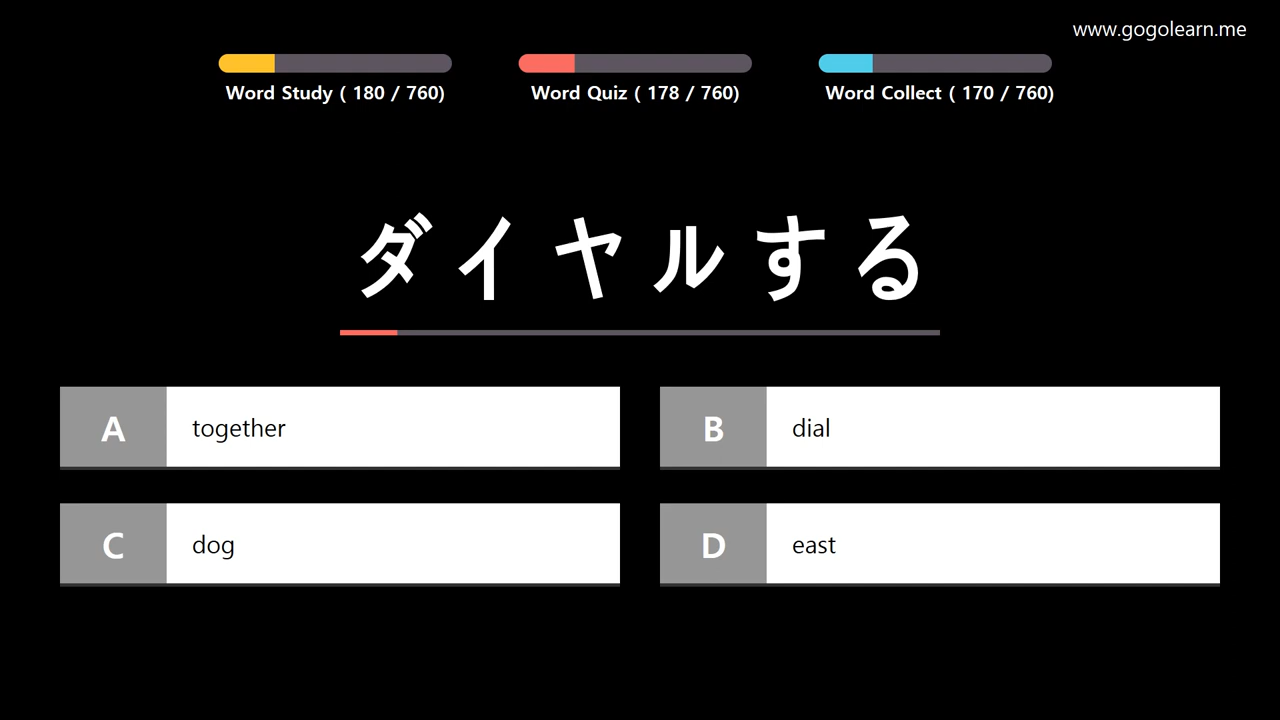 www.gogolearn.me
Word Study ( 180 / 760)
Word Quiz ( 178 / 760)
Word Collect ( 170 / 760)
ダイヤルする
A together
B dial
C dog
D east